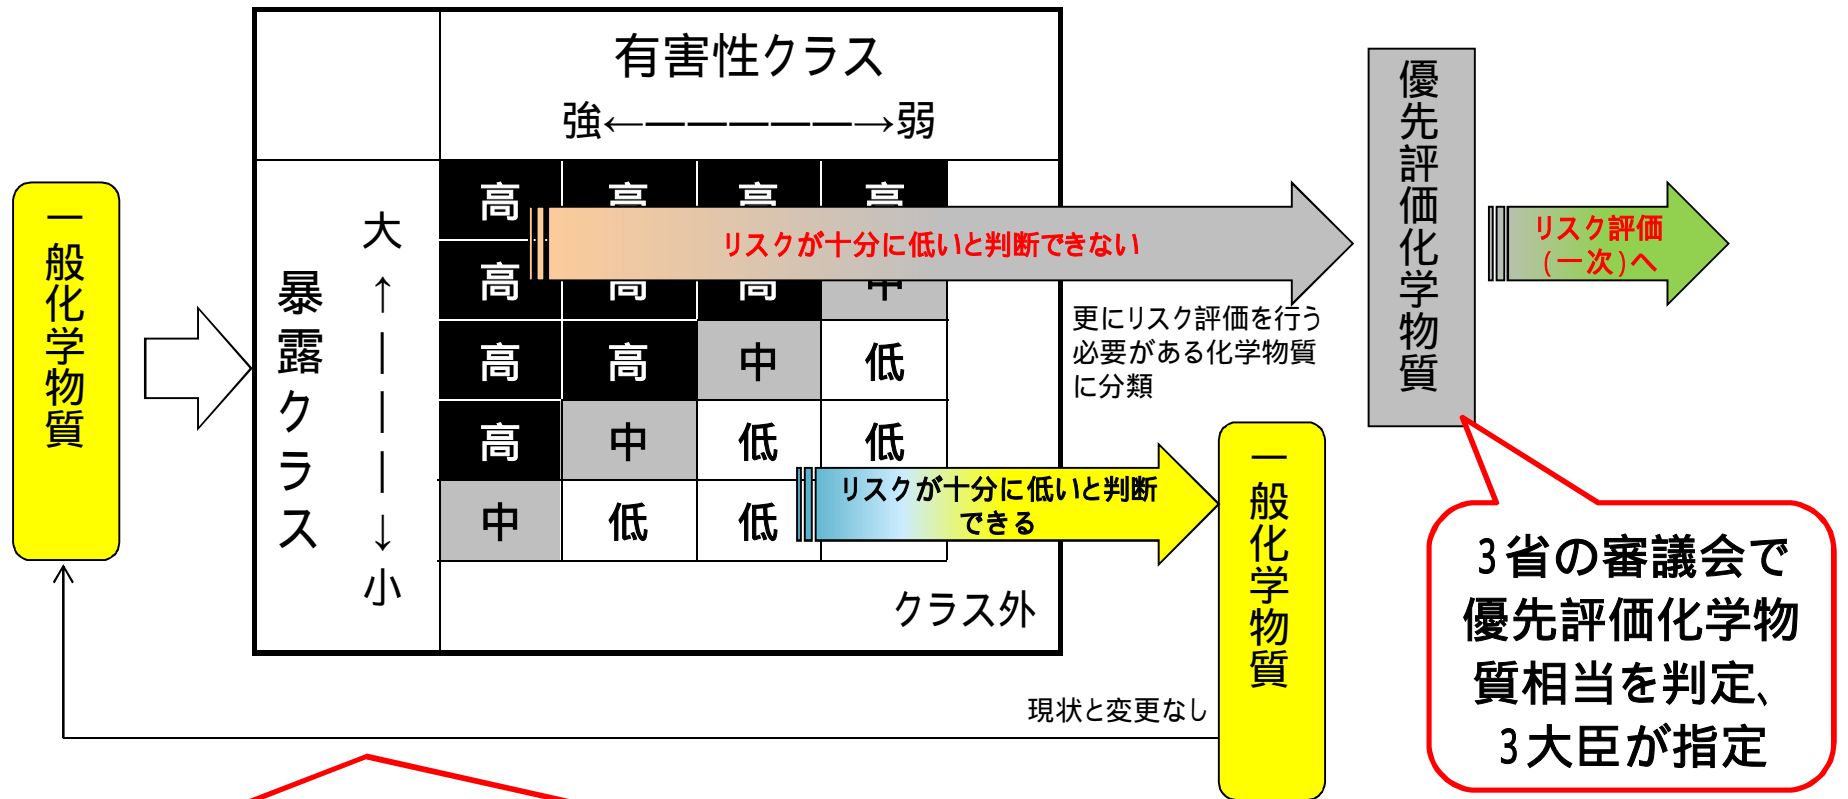 有害性クラス
強←－－－－－→弱
一般化学物質
暴露クラス
大
↑
｜
｜
｜
↓
小
高 高 高 高
高 高 高 中
高 高 中 低
高 中 低 低
中 低 低
クラス外
リスクが十分に低いと判断できない
リスクが十分に低いと判断
できる
更にリスク評価を行う
必要がある化学物質
に分類
優先評価化学物質
リスク評価
(一次)へ
一般化学物質
現状と変更なし
3省の審議会で
優先評価化学物
質相当を判定、
3大臣が指定